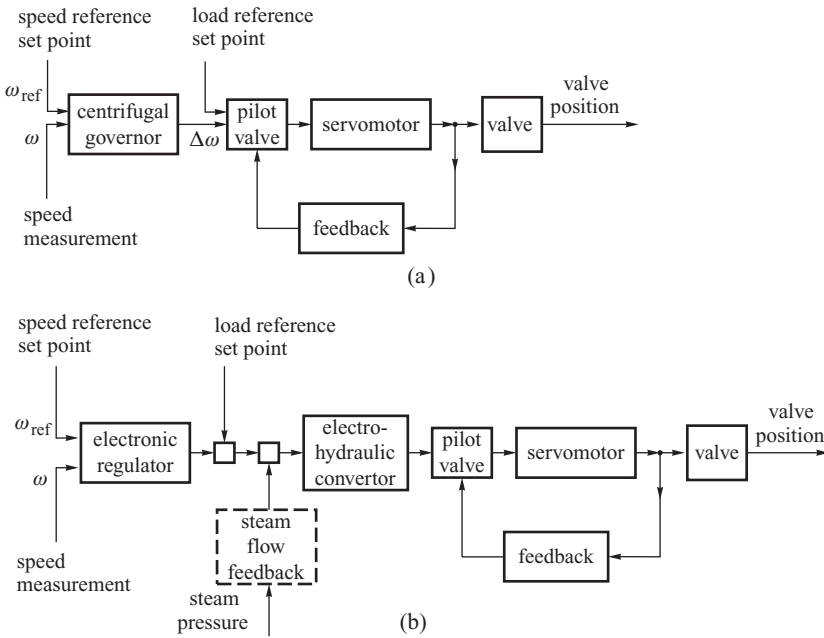 speed reference
set point
load reference
set point
ω_ref
ω
centrifugal
governor
Δω
pilot
valve
servomotor
valve
valve
position
speed
measurement
feedback
(a)
speed reference
set point
load reference
set point
ω_ref
ω
electronic
regulator
electro-
hydraulic
convertor
pilot
valve
servomotor
valve
valve
position
speed
measurement
steam
flow
feedback
steam
pressure
feedback
(b)